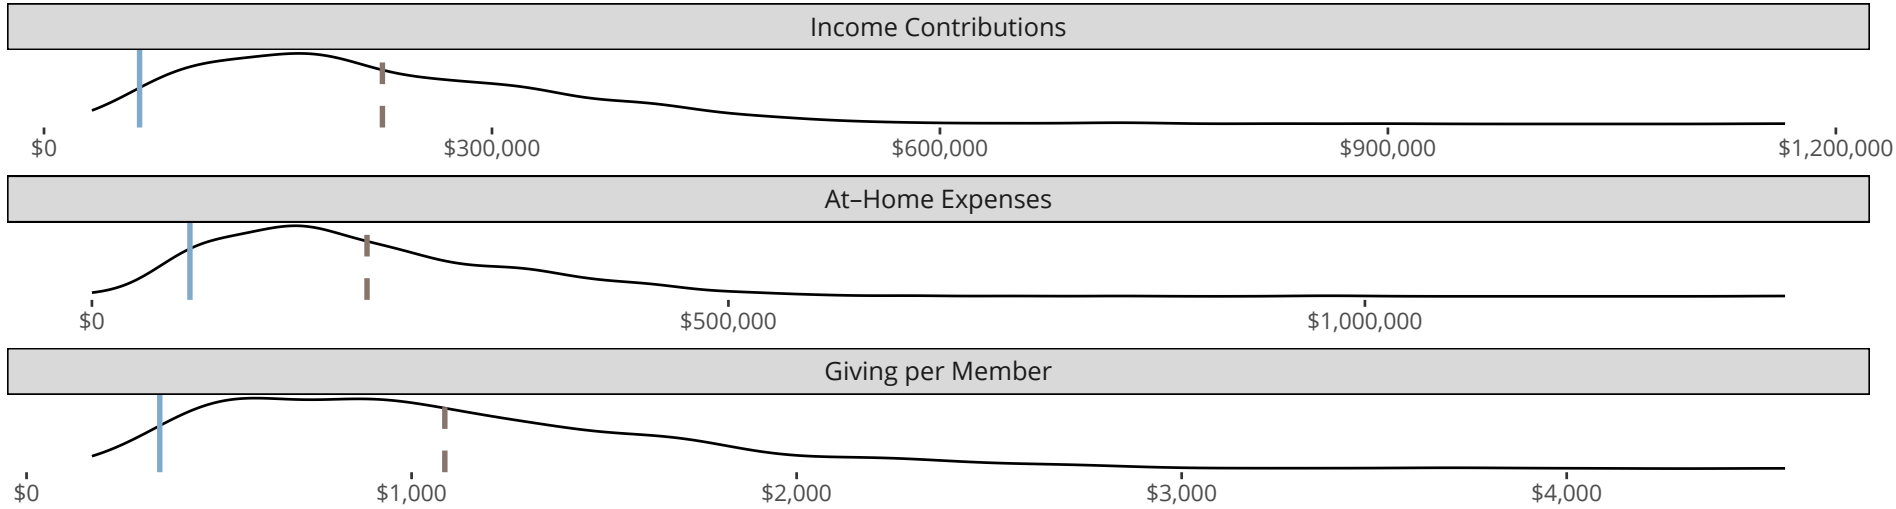 Income Contributions
$0 $300,000 $600,000 $900,000 $1,200,000
At–Home Expenses
$0 $500,000 $1,000,000
Giving per Member
$0 $1,000 $2,000 $3,000 $4,000